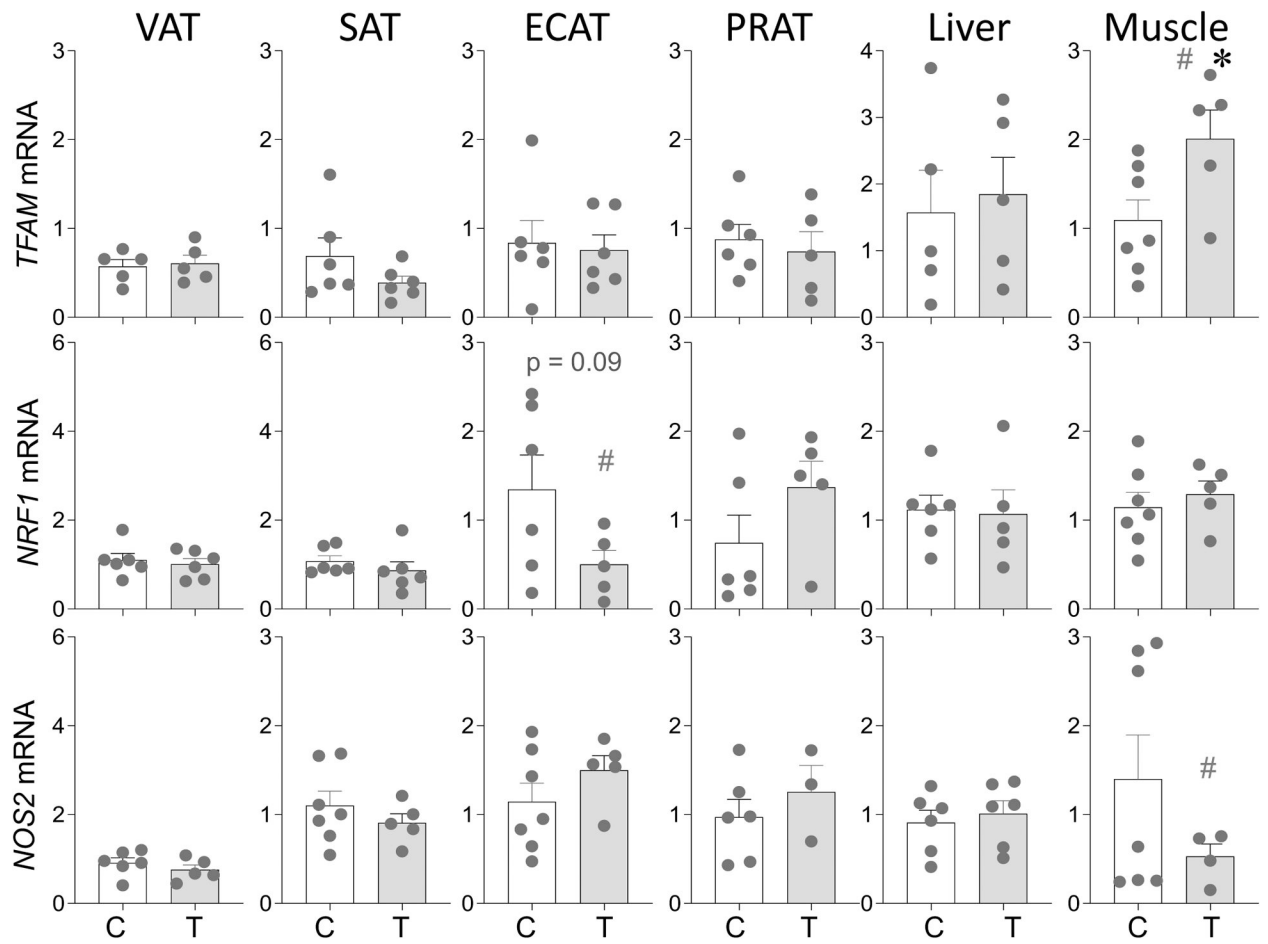 VAT SAT ECAT PRAT Liver Muscle
TFAM mRNA
3 3 3 3 4 3
# *
3
2 2 2 2 2
2
1 1 1 1 1
1
0 0 0 0 0 0
NRF1 mRNA
6 6 3 3 3 3
p = 0.09
4 4 2 2 2 2
#
2 2 1 1 1 1
0 0 0 0 0 0
NOS2 mRNA
6 3 3 3 3 3
4 2 2 2 2 2
#
2 1 1 1 1 1
0 0 0 0 0 0
C T C T C T C T C T C T